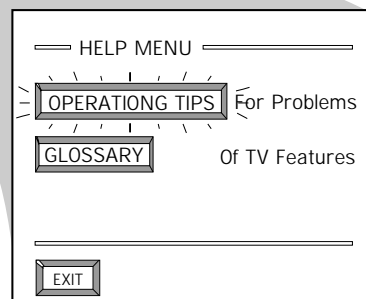 HELP MENU
OPERATIONG TIPS For Problems
GLOSSARY Of TV Features
EXIT